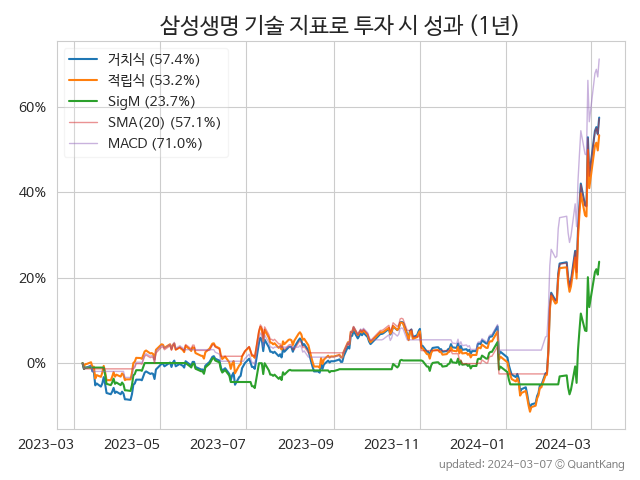 삼성생명 기술 지표로 투자 시 성과 (1년)
거치식 (57.4%)
적립식 (53.2%)
SigM (23.7%)
SMA(20) (57.1%)
MACD (71.0%)
60%
40%
20%
0%
2023-03 2023-05 2023-07 2023-09 2023-11 2024-01 2024-03
updated: 2024-03-07 © QuantKang